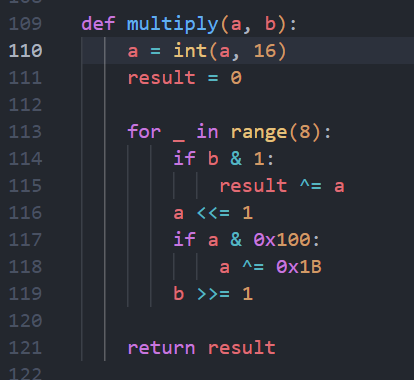 109 def multiply(a, b):
110 a = int(a, 16)
111 result = 0
112
113 for _ in range(8):
114 if b & 1:
115 result ^= a
116 a <<= 1
117 if a & 0x100:
118 a ^= 0x1B
119 b >>= 1
120
121 return result
122